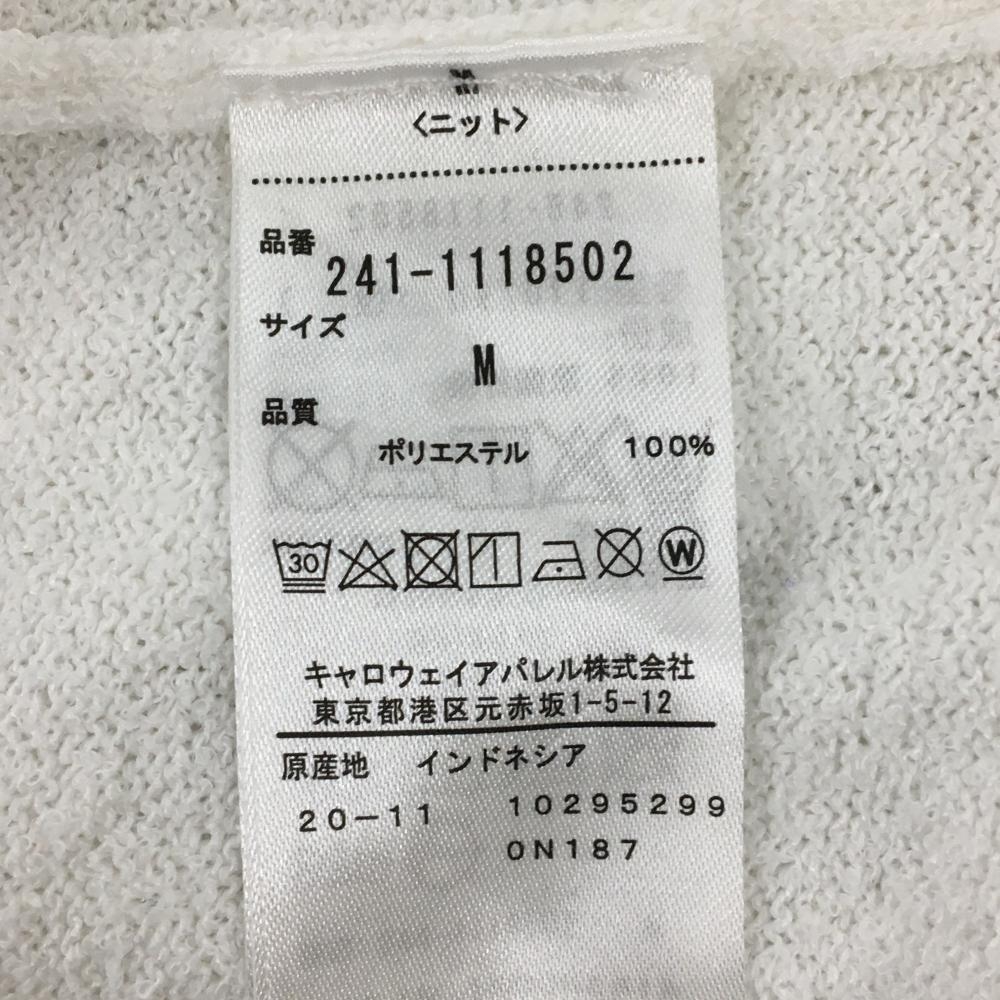 〈ニット〉
品番
241-1118502
サイズ
M
品質
ポリエステル 100%
30 W
キャロウェイアパレル株式会社
東京都港区元赤坂1-5-12
原産地 インドネシア
20-11 10295299
0N187